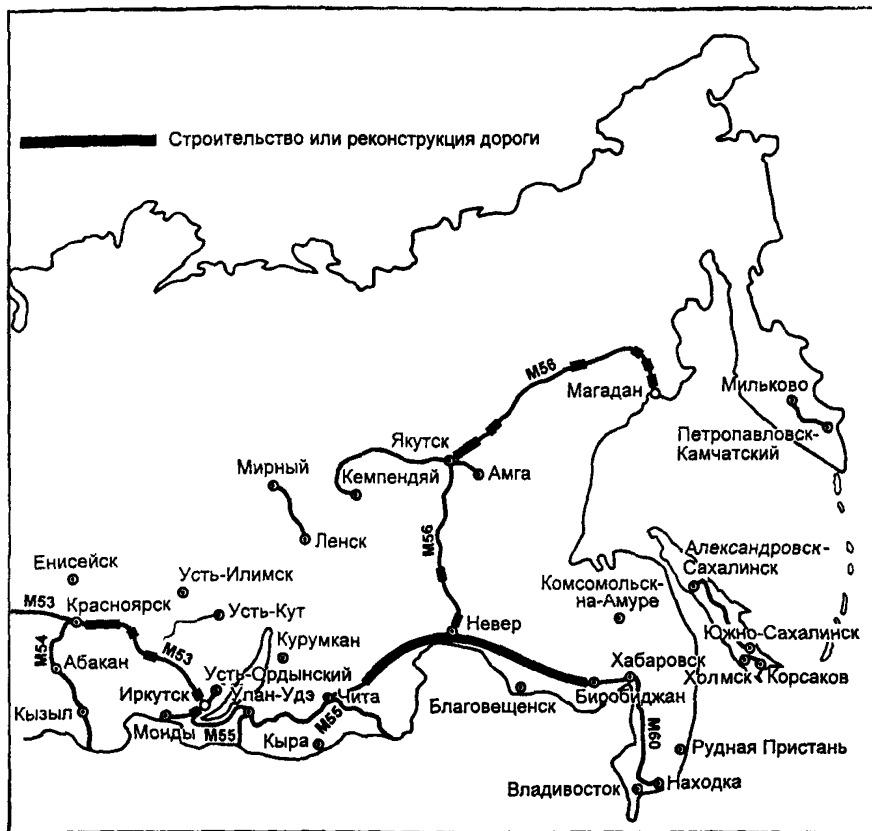 Строительство или реконструкция дороги
М56
Магадан
Мильково
Петропавловск-
Камчатский
Якутск
Кемпендяй
Амга
Мирный
Ленск
М56
Александровск-
Сахалинск
Енисейск
Усть-Илимск
Комсомольск-
на-Амуре
М53
Красноярск
Усть-Кут
Невер
Южно-Сахалинск
М54
М53
Курумкан
Абакан
Усть-Ордынский
Хабаровск
Холмск
Корсаков
Иркутск
Улан-Удэ
Чита
Биробиджан
Кызыл
Благовещенск
Монды
М55
М55
Кыра
М60
Рудная Пристань
Владивосток
Находка